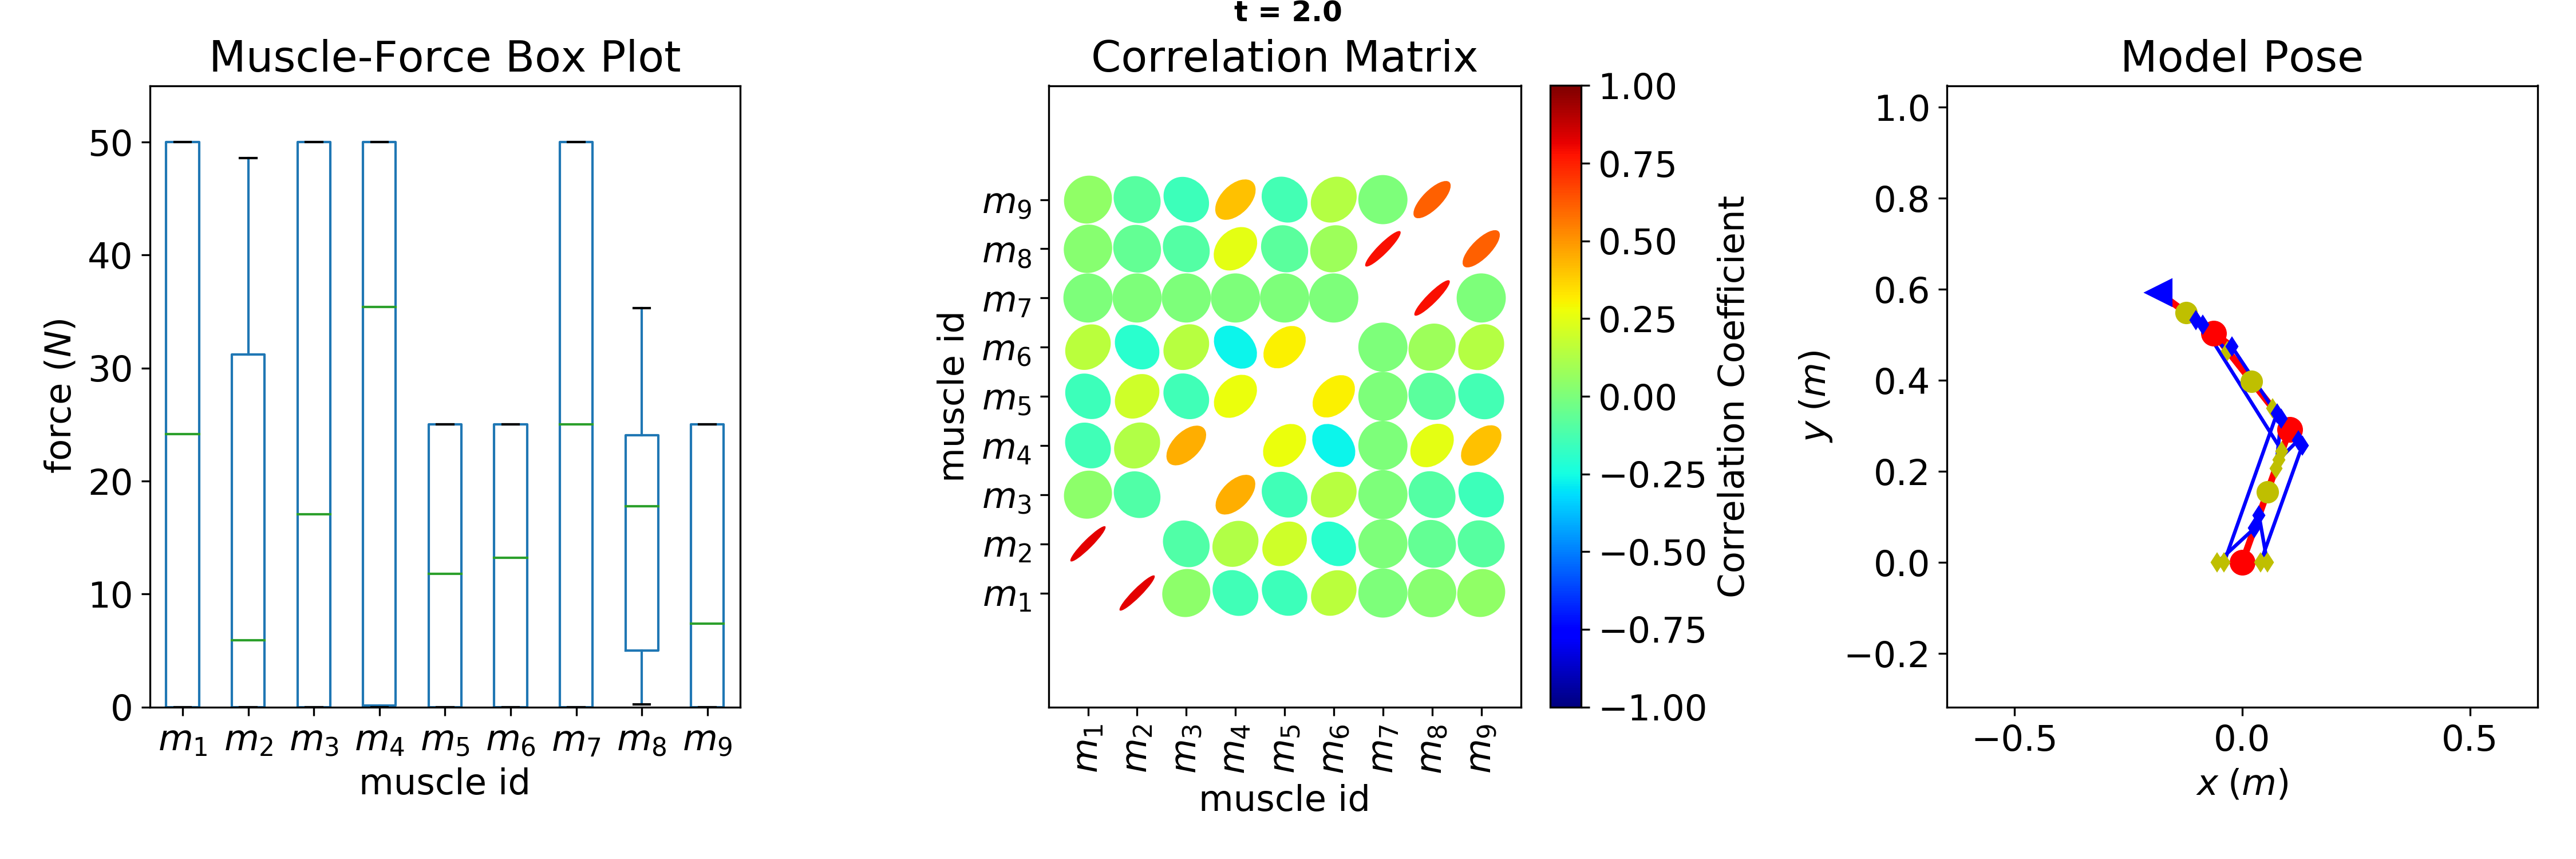 t = 2.0
Muscle-Force Box Plot
force (N)
50
40
30
20
10
0
m₁ m₂ m₃ m₄ m₅ m₆ m₇ m₈ m₉
muscle id
Correlation Matrix
muscle id
m₉
m₈
m₇
m₆
m₅
m₄
m₃
m₂
m₁
m₁ m₂ m₃ m₄ m₅ m₆ m₇ m₈ m₉
muscle id
1.00
0.75
0.50
0.25
0.00
−0.25
−0.50
−0.75
−1.00
Correlation Coefficient
Model Pose
y (m)
1.0
0.8
0.6
0.4
0.2
0.0
−0.2
−0.5 0.0 0.5
x (m)